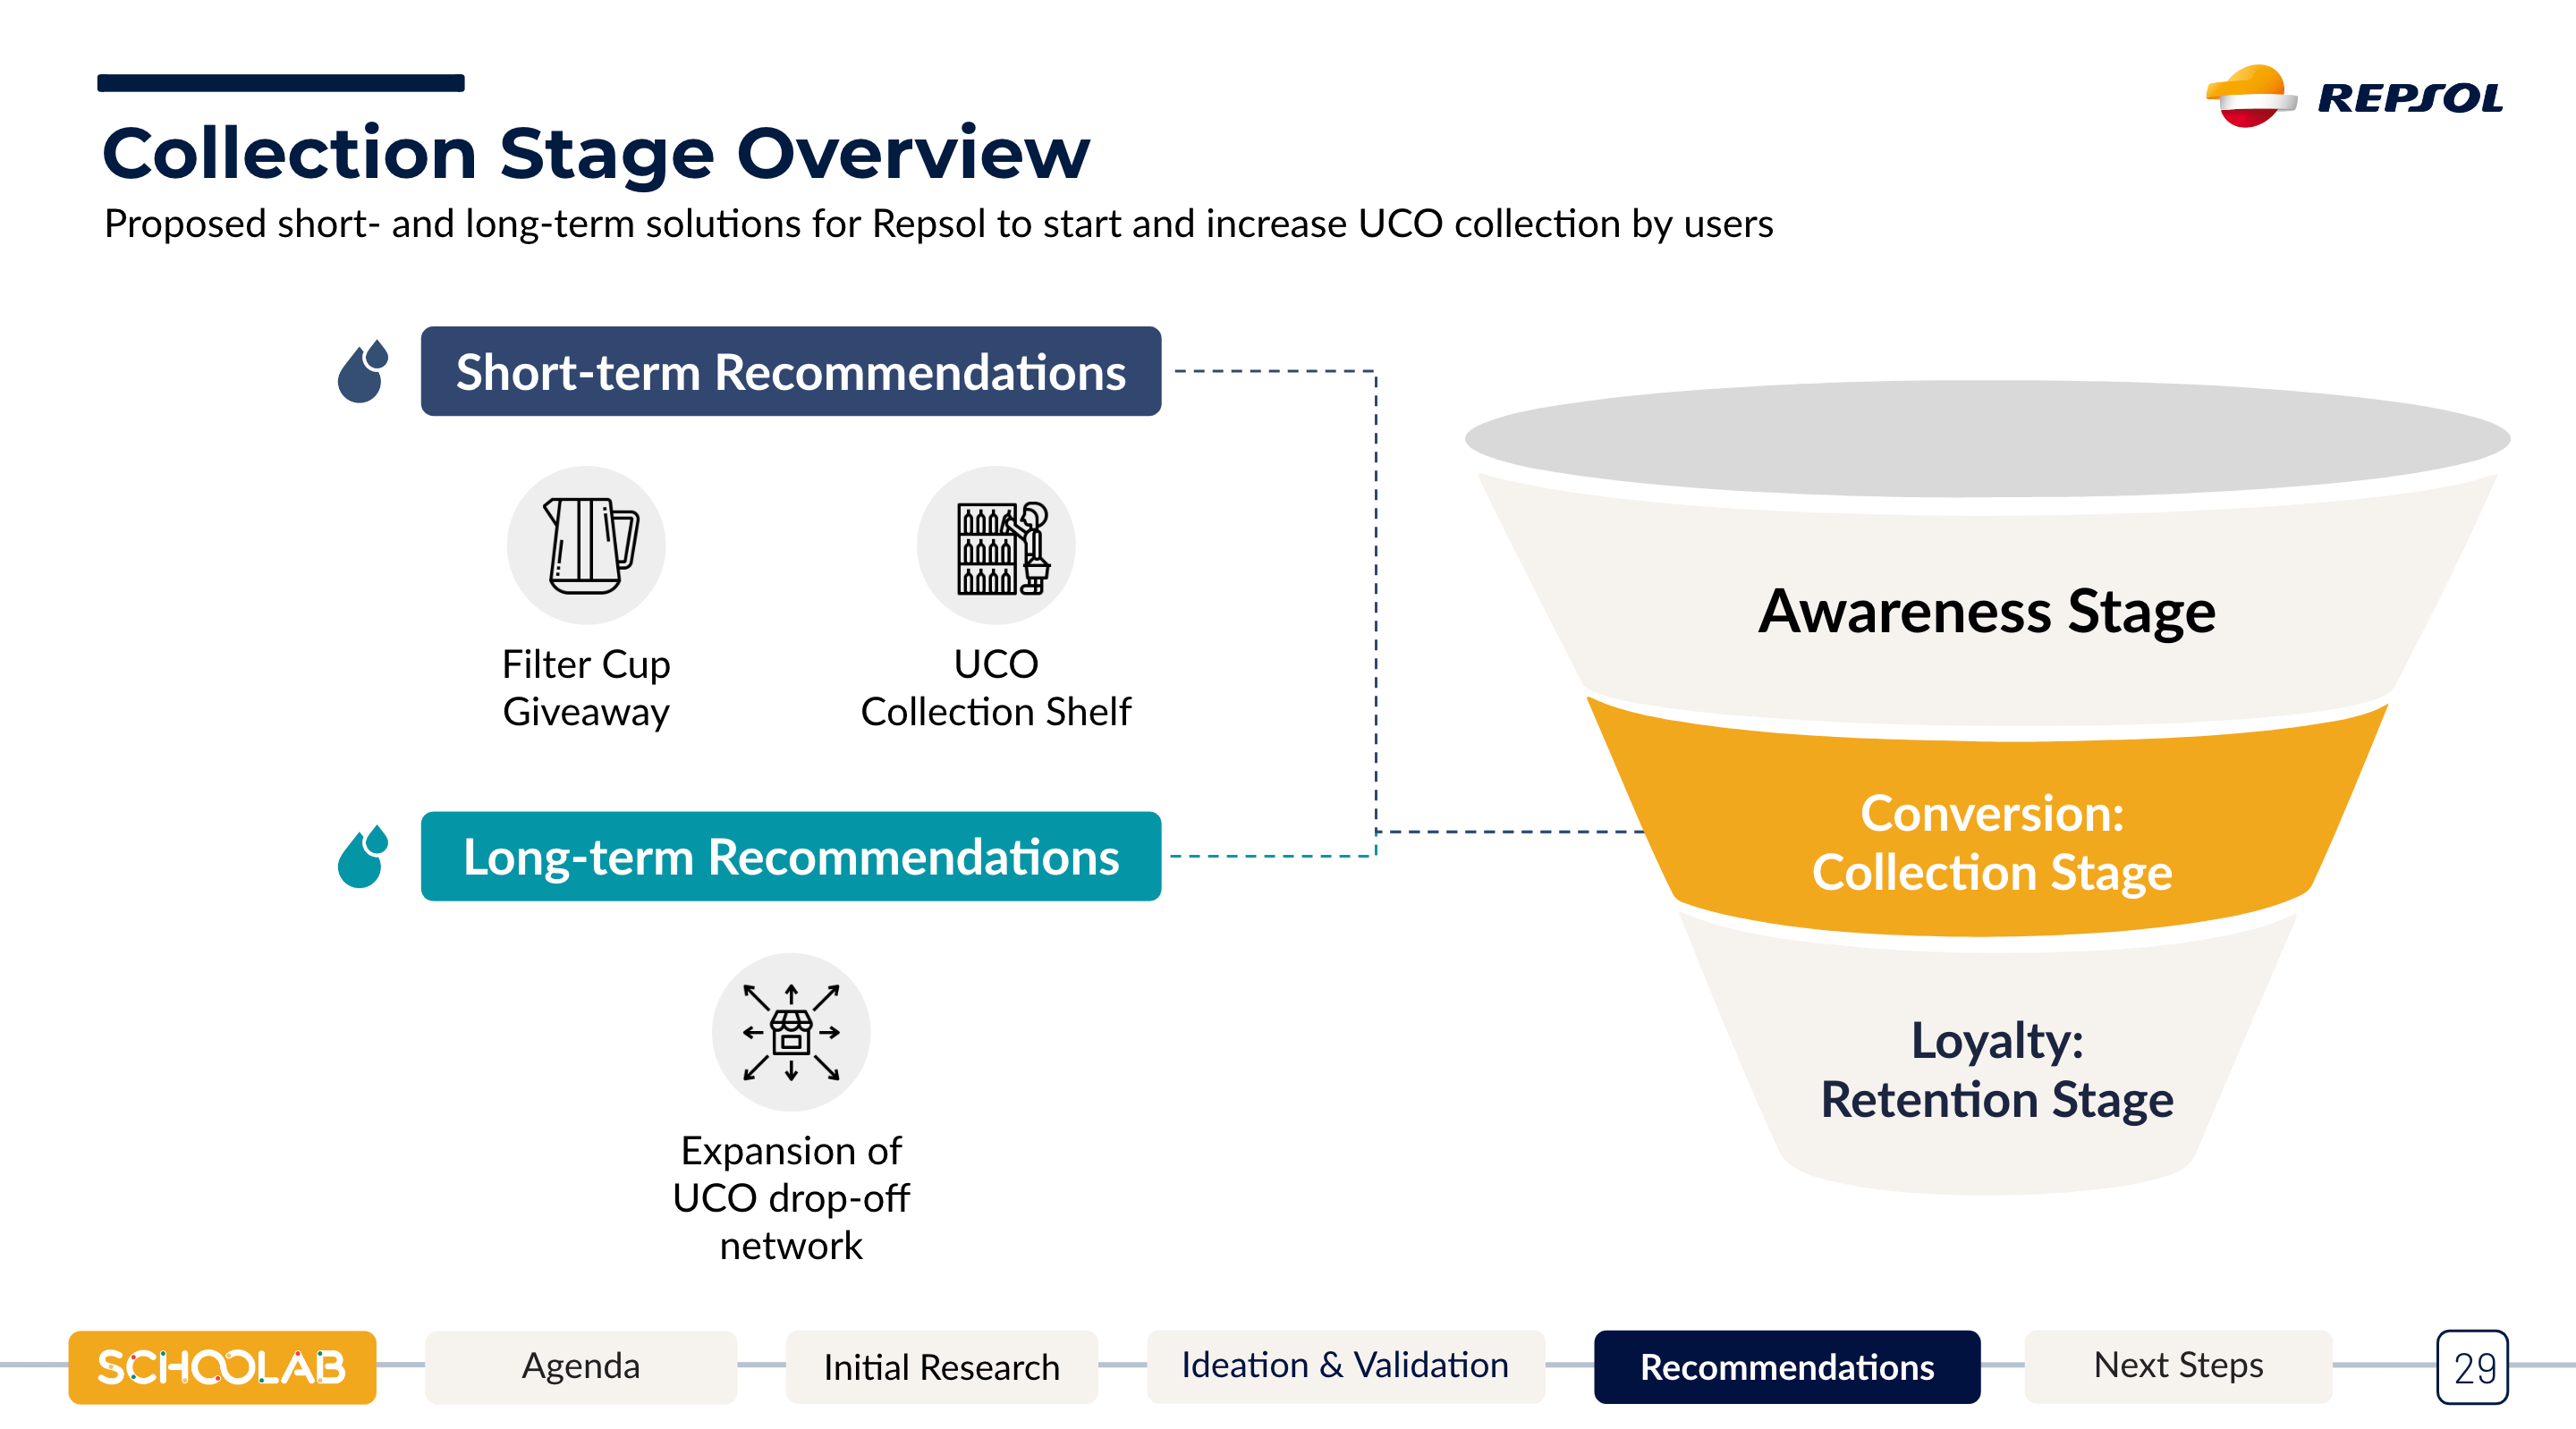 REPSOL
Collection Stage Overview
Proposed short- and long-term solutions for Repsol to start and increase UCO collection by users
Short-term Recommendations
Filter Cup
Giveaway
UCO
Collection Shelf
Long-term Recommendations
Expansion of
UCO drop-off
network
Awareness Stage
Conversion:
Collection Stage
Loyalty:
Retention Stage
SCHOOLAB
Agenda
Initial Research
Ideation & Validation
Recommendations
Next Steps
29